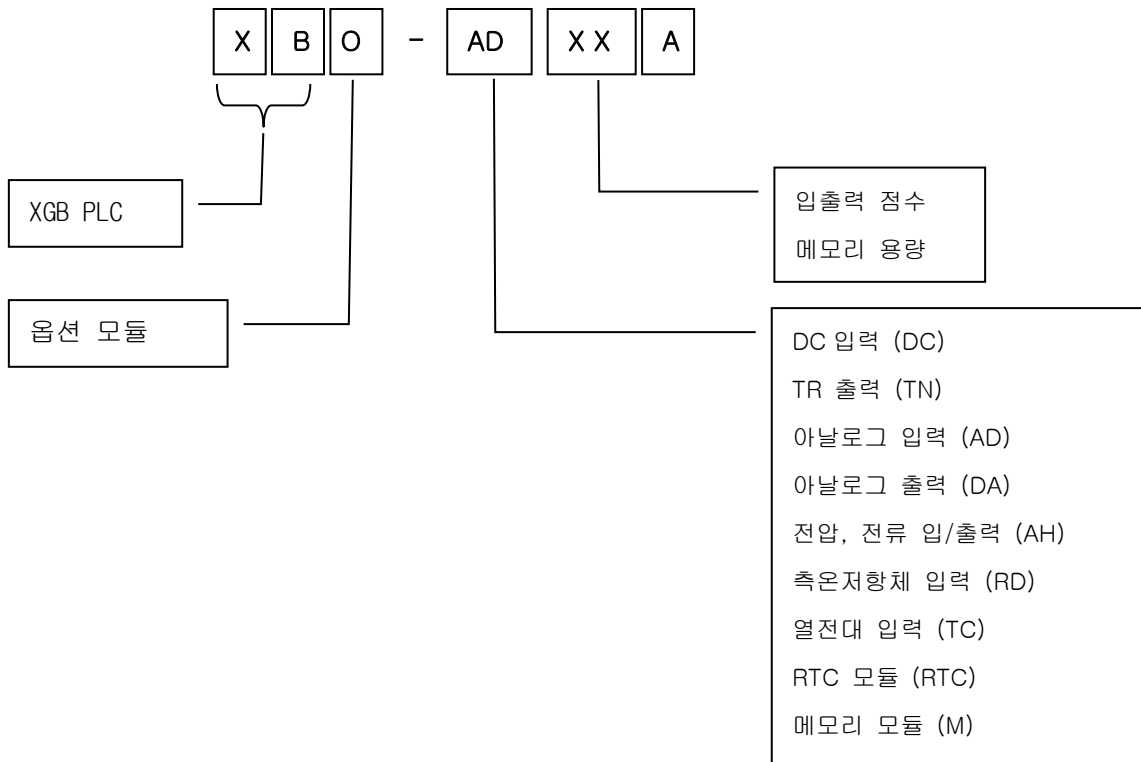 X B O - AD X X A
XGB PLC
옵션 모듈
입출력 점수
메모리 용량
DC 입력 (DC)
TR 출력 (TN)
아날로그 입력 (AD)
아날로그 출력 (DA)
전압, 전류 입/출력 (AH)
측온저항체 입력 (RD)
열전대 입력 (TC)
RTC 모듈 (RTC)
메모리 모듈 (M)